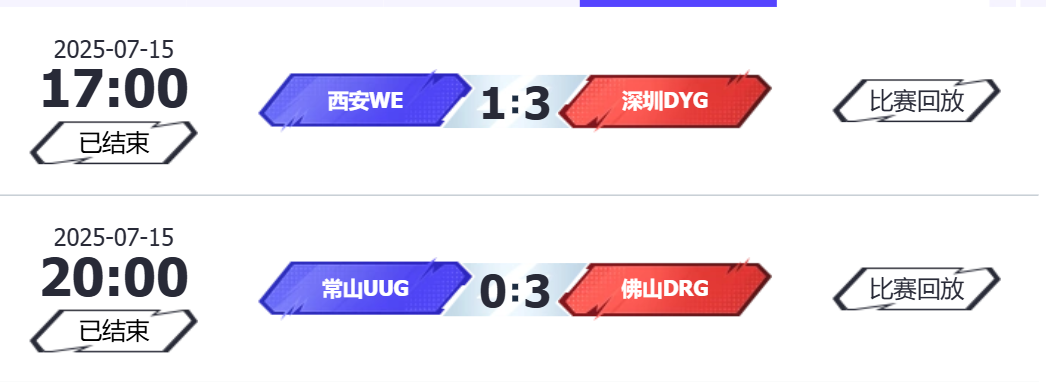 2025-07-15
17:00
已结束
西安WE
1:3
深圳DYG
比赛回放
2025-07-15
20:00
已结束
常山UUG
0:3
佛山DRG
比赛回放